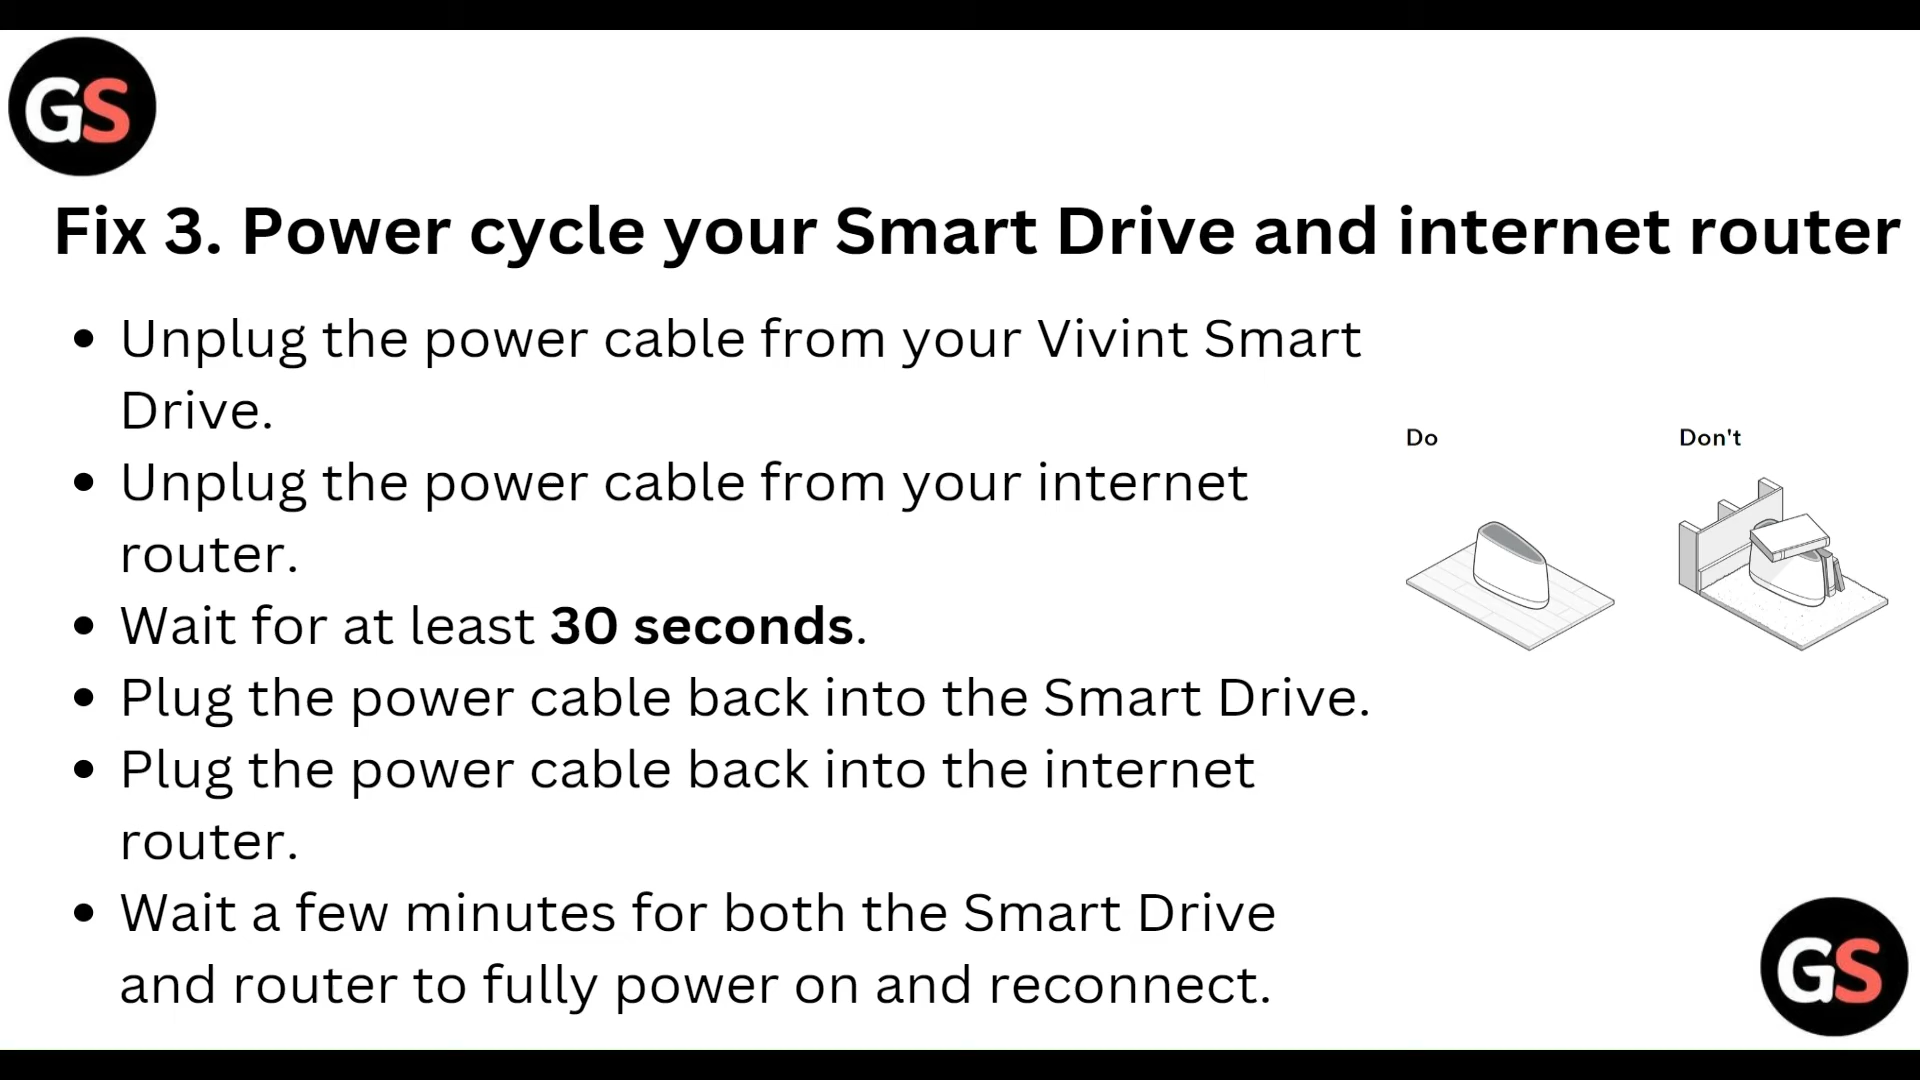 GS
Fix 3. Power cycle your Smart Drive and internet router
• Unplug the power cable from your Vivint Smart
Drive.
• Unplug the power cable from your internet
router.
• Wait for at least 30 seconds.
• Plug the power cable back into the Smart Drive.
• Plug the power cable back into the internet
router.
• Wait a few minutes for both the Smart Drive
and router to fully power on and reconnect.
Do
Don't
GS